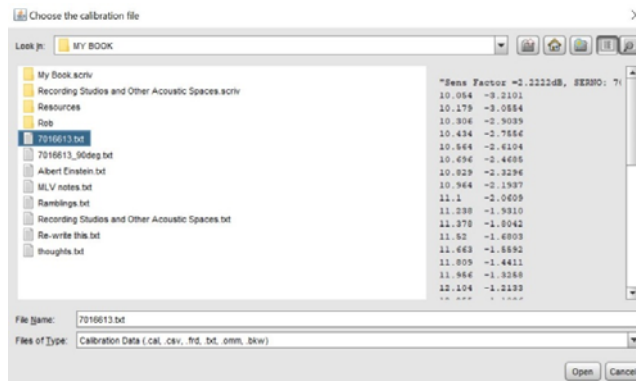 Choose the calibration file
Look in: MY BOOK
My Book.scriv
Recording Studios and Other Acoustic Spaces.scriv
Resources
Rob
7016613.txt
7016613_90deg.txt
Albert Einstein.txt
MLV notes.txt
Ramblings.txt
Recording Studios and Other Acoustic Spaces.txt
Re-write this.txt
thoughts.txt
"Sens Factor =2.2222dB, SERNO: 70
10.054 -3.2101
10.179 -3.0554
10.306 -2.9039
10.434 -2.7556
10.564 -2.6104
10.696 -2.4685
10.829 -2.3296
10.964 -2.1937
11.1 -2.0609
11.238 -1.9310
11.378 -1.8042
11.52 -1.6803
11.663 -1.5592
11.809 -1.4411
11.956 -1.3258
12.104 -1.2133
File Name: 7016613.txt
Files of Type: Calibration Data (.cal, .csv, .frd, .txt, .omm, .bkw)
Open Cancel